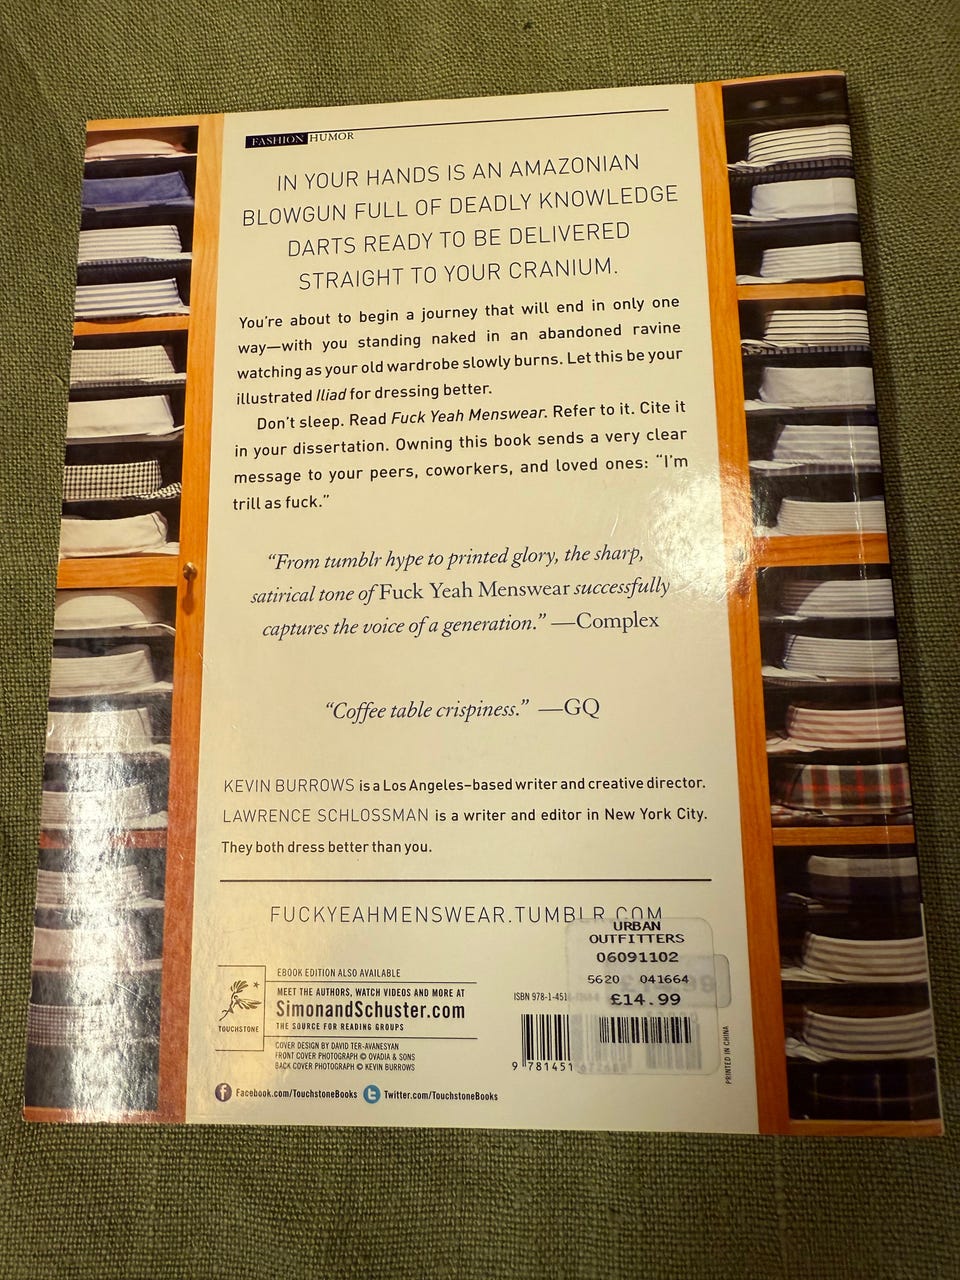 FASHION HUMOR
IN YOUR HANDS IS AN AMAZONIAN
BLOWGUN FULL OF DEADLY KNOWLEDGE
DARTS READY TO BE DELIVERED
STRAIGHT TO YOUR CRANIUM.
You're about to begin a journey that will end in only one
way—with you standing naked in an abandoned ravine
watching as your old wardrobe slowly burns. Let this be your
illustrated Iliad for dressing better.
Don't sleep. Read Fuck Yeah Menswear. Refer to it. Cite it
in your dissertation. Owning this book sends a very clear
message to your peers, coworkers, and loved ones: "I'm
trill as fuck."
"From tumblr hype to printed glory, the sharp,
satirical tone of Fuck Yeah Menswear successfully
captures the voice of a generation." —Complex
"Coffee table crispiness." —GQ
KEVIN BURROWS is a Los Angeles–based writer and creative director.
LAWRENCE SCHLOSSMAN is a writer and editor in New York City.
They both dress better than you.
FUCKYEAHMENSWEAR.TUMBLR.COM
URBAN
OUTFITTERS
06091102
5620 041664
£14.99
EBOOK EDITION ALSO AVAILABLE
MEET THE AUTHORS, WATCH VIDEOS AND MORE AT
SimonandSchuster.com
THE SOURCE FOR READING GROUPS
TOUCHSTONE
COVER DESIGN BY DAVID TER-AVANESYAN
FRONT COVER PHOTOGRAPH © OVADIA & SONS
BACK COVER PHOTOGRAPH © KEVIN BURROWS
ISBN 978-1-451
9 781451
PRINTED IN CHINA
Facebook.com/TouchstoneBooks Twitter.com/TouchstoneBooks